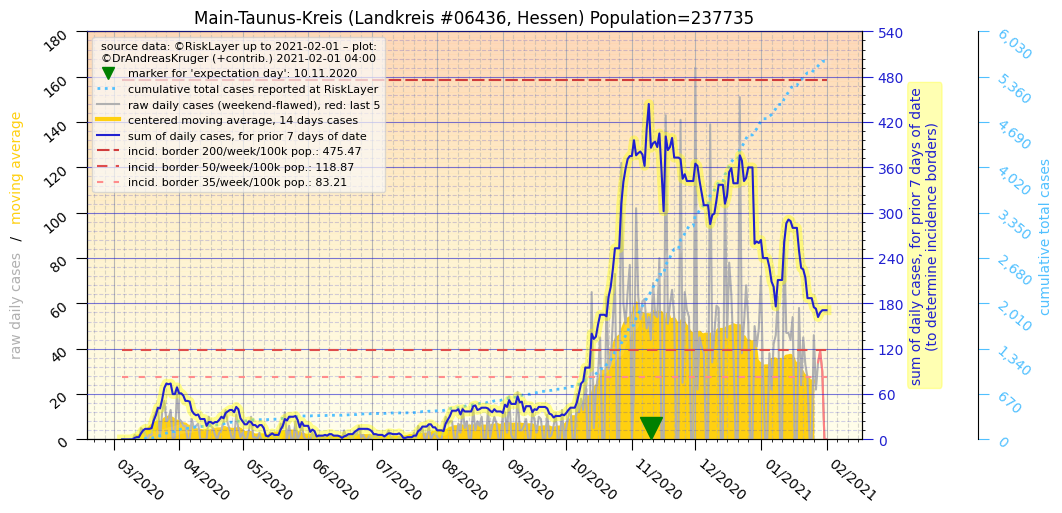 Main-Taunus-Kreis (Landkreis #06436, Hessen) Population=237735
source data: ©RiskLayer up to 2021-02-01 – plot:
©DrAndreasKruger (+contrib.) 2021-02-01 04:00
marker for 'expectation day': 10.11.2020
cumulative total cases reported at RiskLayer
raw daily cases (weekend-flawed), red: last 5
centered moving average, 14 days cases
sum of daily cases, for prior 7 days of date
incid. border 200/week/100k pop.: 475.47
incid. border 50/week/100k pop.: 118.87
incid. border 35/week/100k pop.: 83.21
raw daily cases / moving average
180
160
140
120
100
80
60
40
20
0
03/2020
04/2020
05/2020
06/2020
07/2020
08/2020
09/2020
10/2020
11/2020
12/2020
01/2021
02/2021
540
480
420
360
300
240
180
120
60
0
sum of daily cases, for prior 7 days of date
(to determine incidence borders)
6,030
5,360
4,690
4,020
3,350
2,680
2,010
1,340
670
0
cumulative total cases